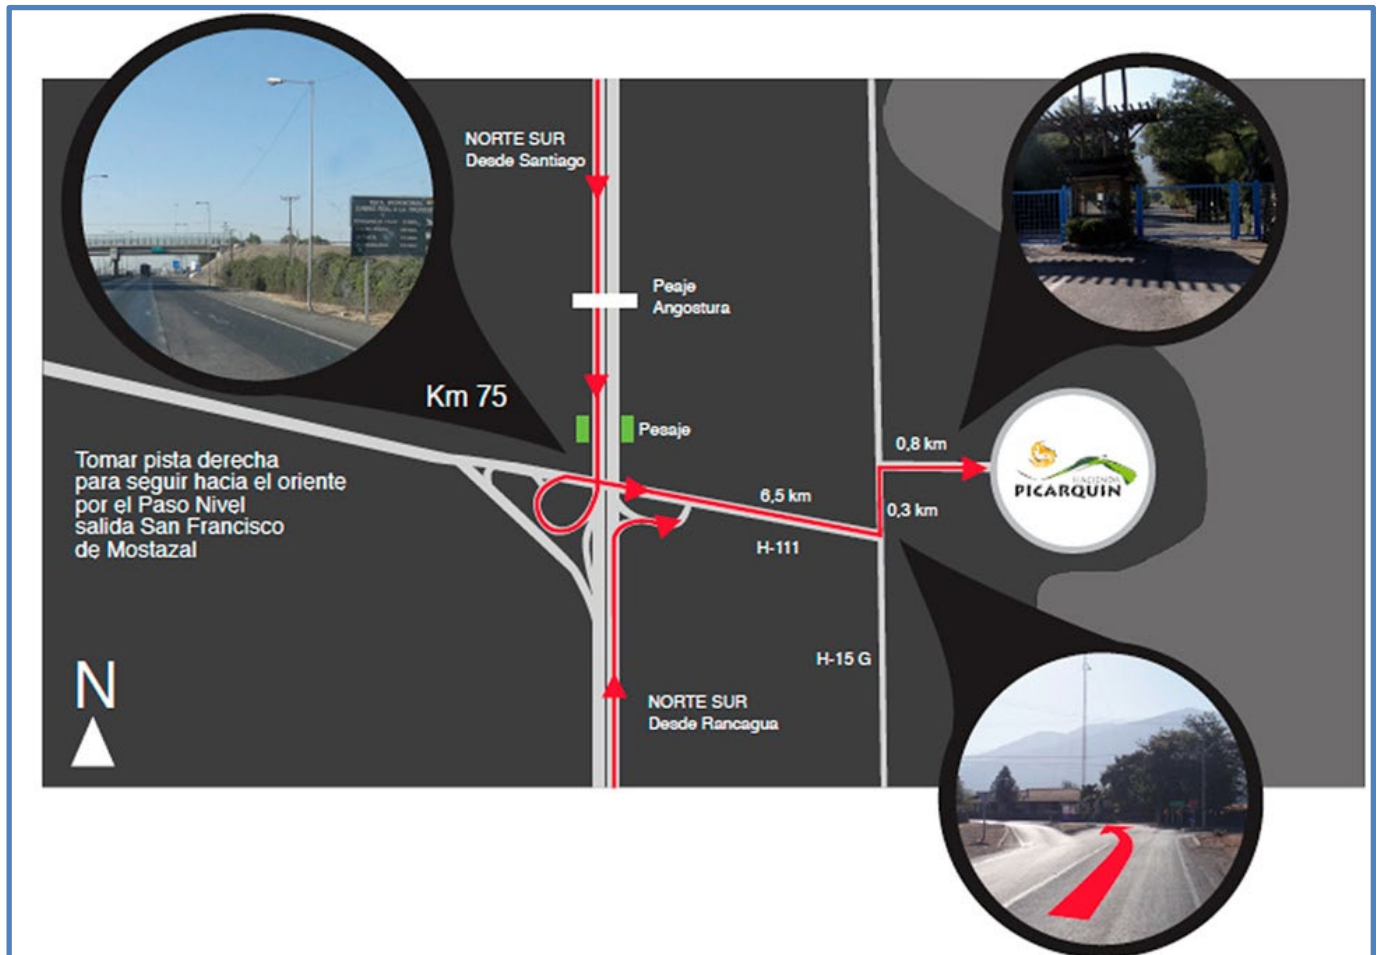 NORTE SUR
Desde Santiago
Peaje
Angostura
Km 75
Pesaje
Tomar pista derecha
para seguir hacia el oriente
por el Paso Nivel
salida San Francisco
de Mostazal
0,8 km
HACIENDA
PICARQUIN
6,5 km
0,3 km
H-111
H-15 G
N
NORTE SUR
Desde Rancagua